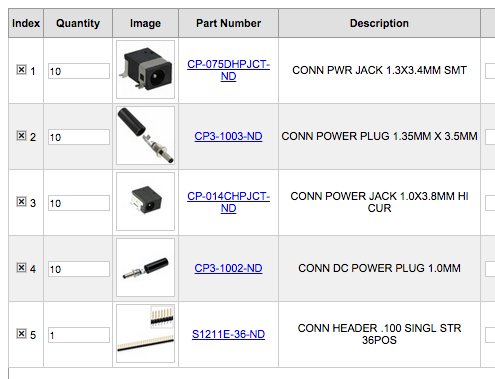 Index Quantity Image Part Number Description
1 10 CP-075DHPJCT-
ND CONN PWR JACK 1.3X3.4MM SMT
2 10 CP3-1003-ND CONN POWER PLUG 1.35MM X 3.5MM
3 10 CP-014CHPJCT-
ND CONN POWER JACK 1.0X3.8MM HI
CUR
4 10 CP3-1002-ND CONN DC POWER PLUG 1.0MM
5 1 S1211E-36-ND CONN HEADER .100 SINGL STR
36POS